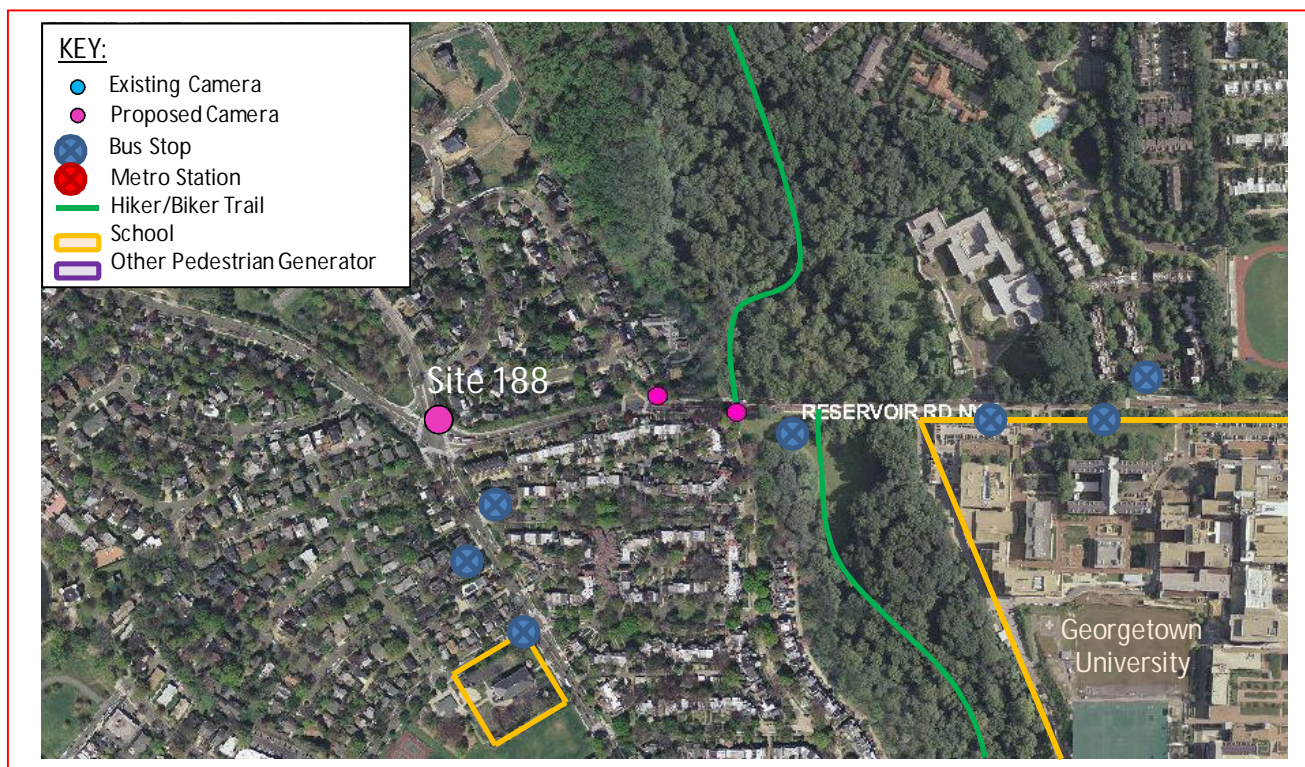 KEY:
Existing Camera
Proposed Camera
Bus Stop
Metro Station
Hiker/Biker Trail
School
Other Pedestrian Generator
Site 188
RESERVOIR RD NW
Georgetown
University